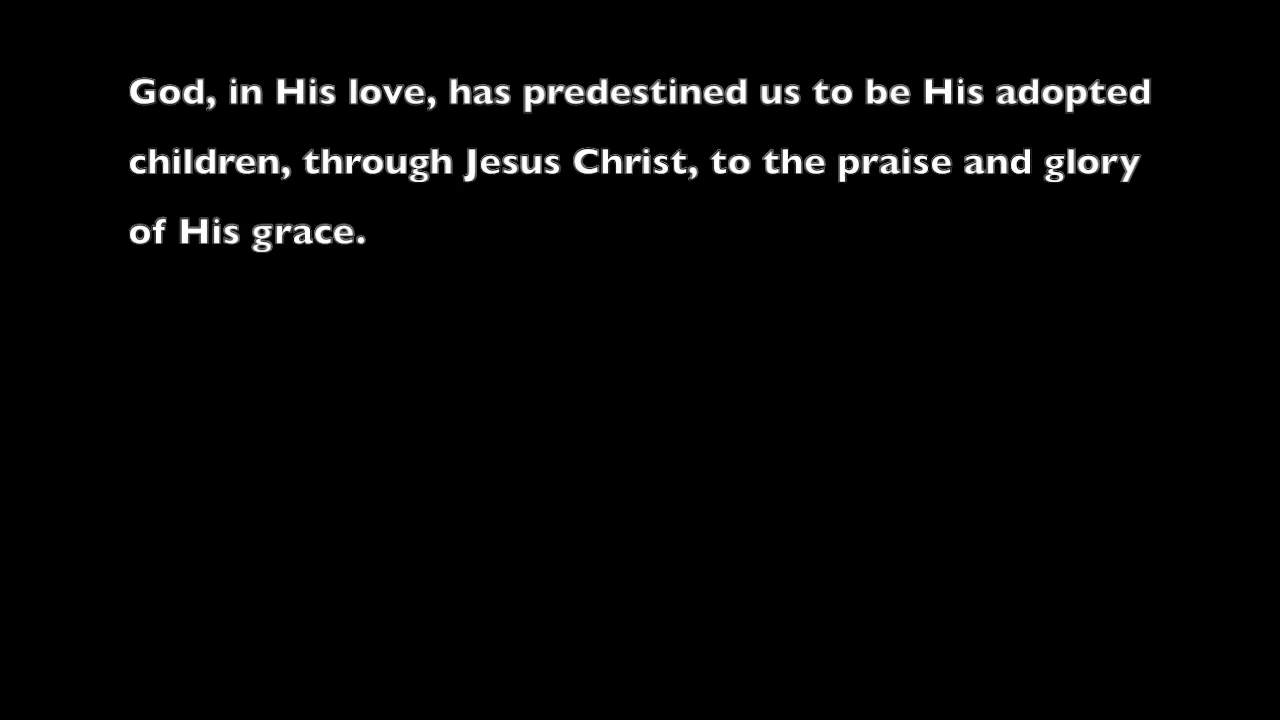 God, in His love, has predestined us to be His adopted
children, through Jesus Christ, to the praise and glory
of His grace.